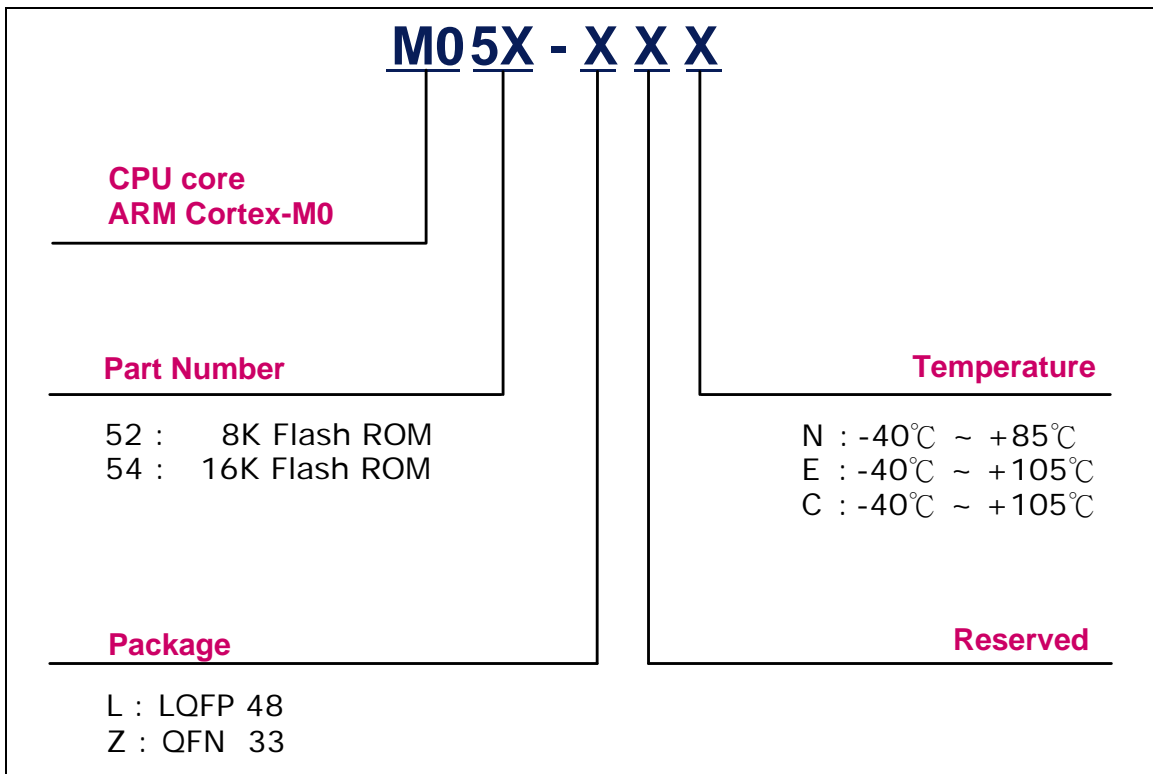 M05X - X X X
CPU core
ARM Cortex-M0
Part Number
52 : 8K Flash ROM
54 : 16K Flash ROM
Temperature
N : -40℃ ~ +85℃
E : -40℃ ~ +105℃
C : -40℃ ~ +105℃
Package
L : LQFP 48
Z : QFN 33
Reserved